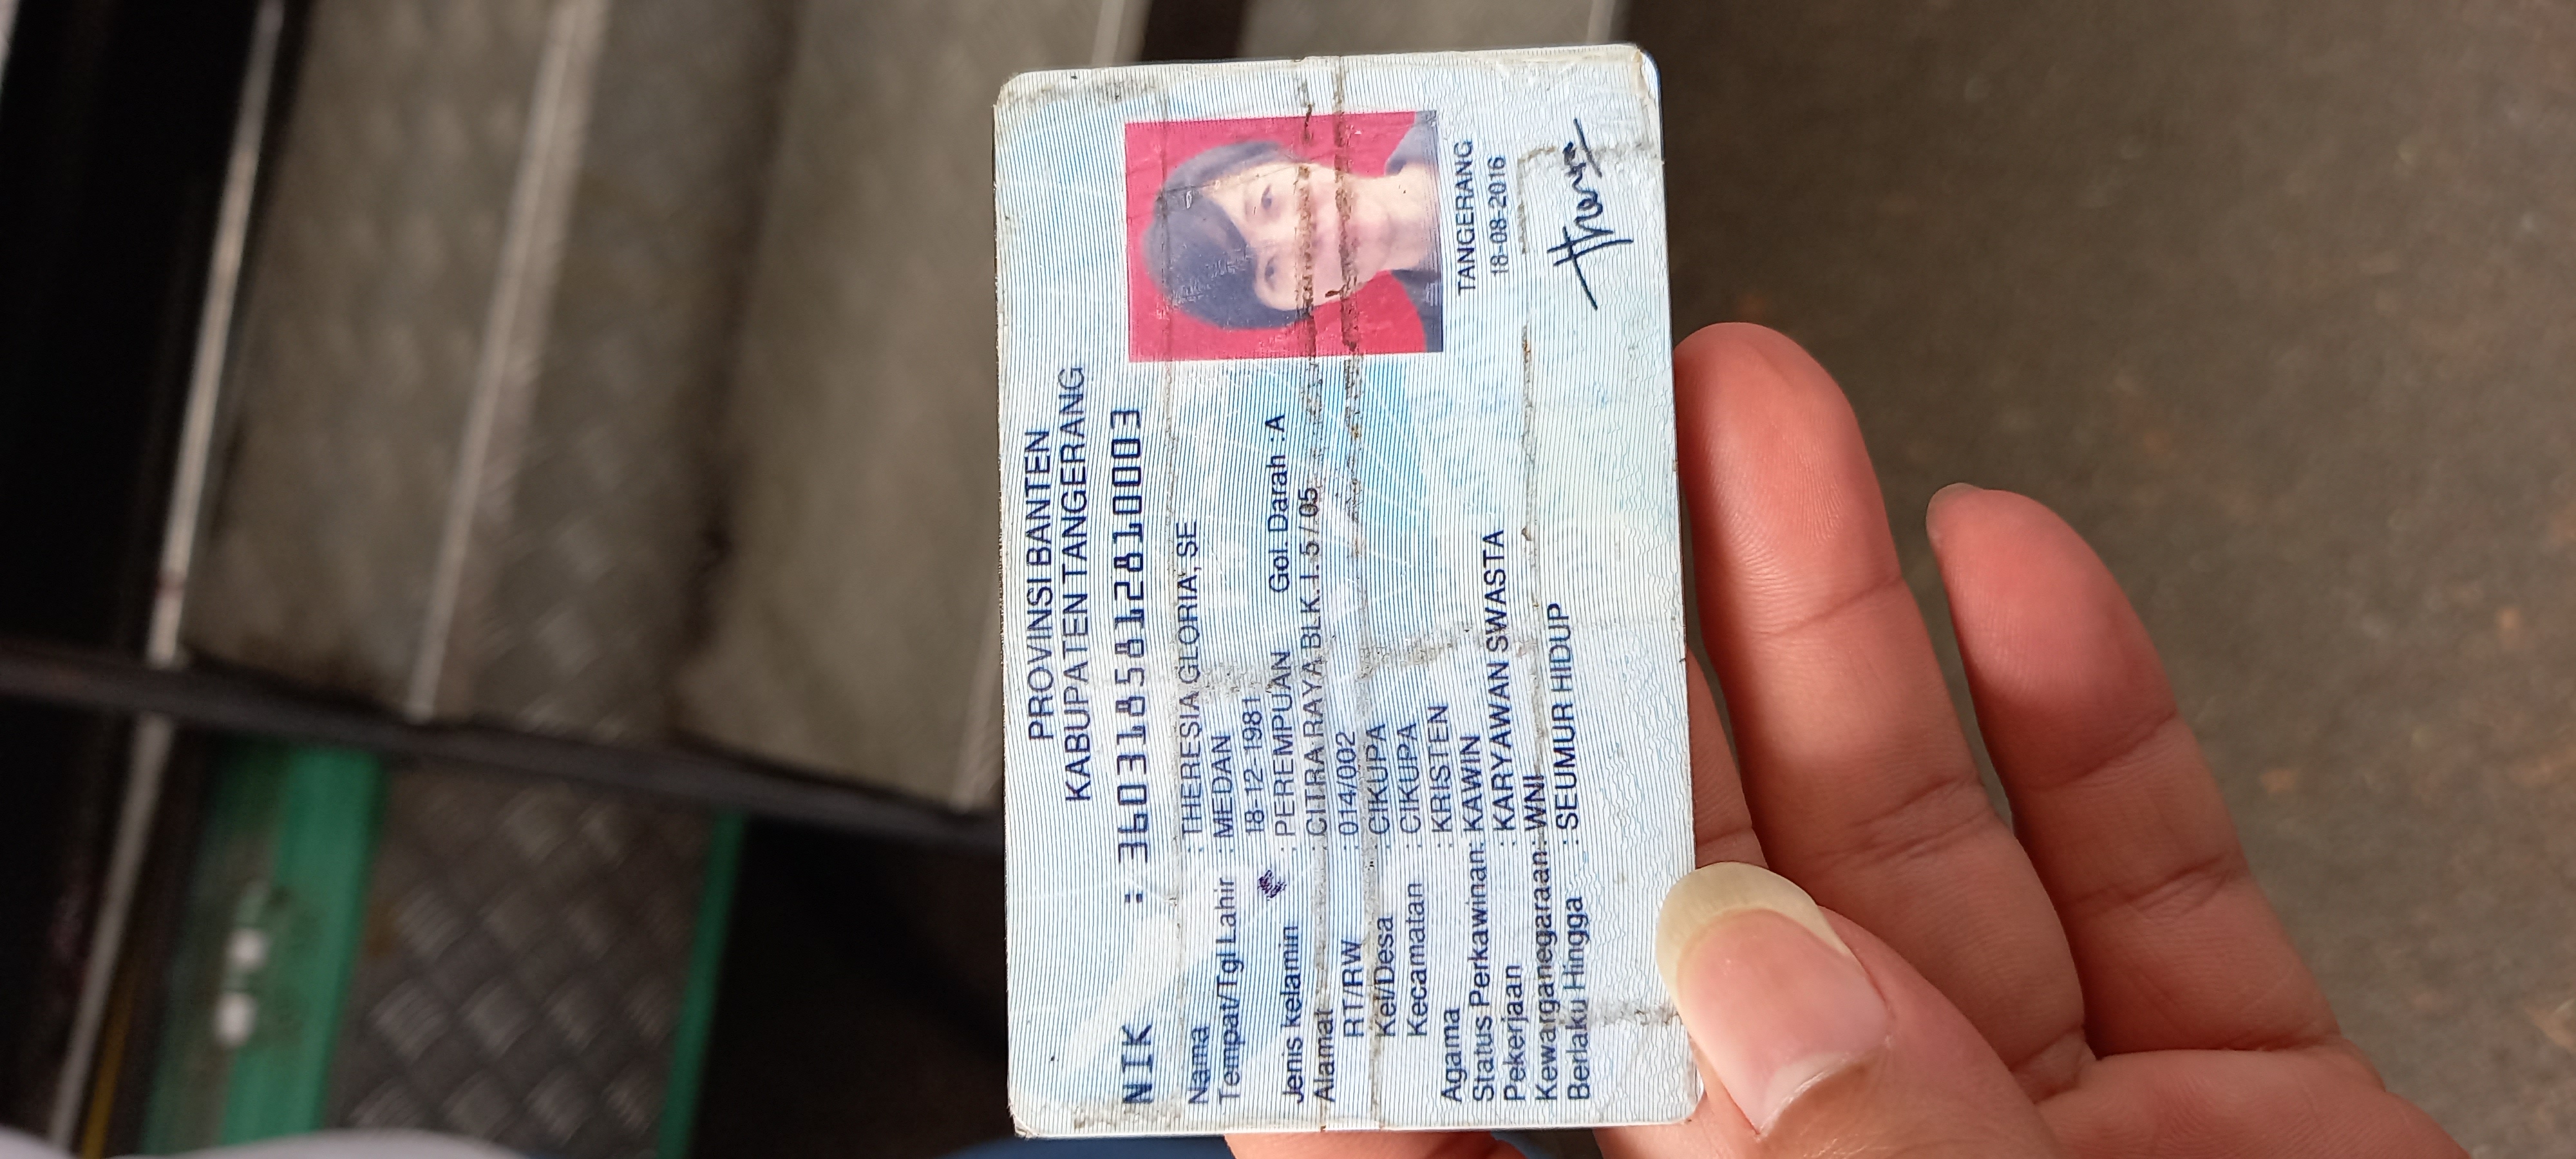 PROVINSI BANTEN
KABUPATEN TANGERANG
NIK : 3603185812810003
Nama : THERESIA GLORIA, SE
Tempat/Tgl Lahir : MEDAN
18-12-1981
Jenis kelamin : PEREMPUAN Gol. Darah : A
Alamat : CITRA RAYA BLK. I. 5 / 05
RT/RW : 014/002
Kel/Desa : CIKUPA
Kecamatan : CIKUPA
Agama : KRISTEN
Status Perkawinan: KAWIN
Pekerjaan : KARYAWAN SWASTA
Kewarganegaraan: WNI
Berlaku Hingga : SEUMUR HIDUP
TANGERANG
18-08-2016